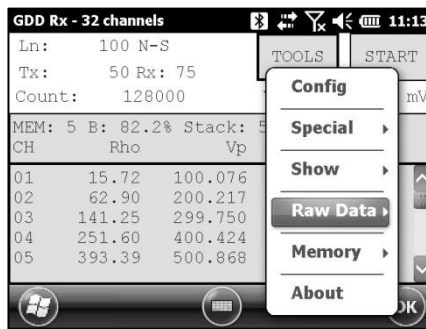 GDD Rx - 32 channels 11:13
Ln: 100 N-S
TOOLS START
Tx: 50 Rx: 75
Config
Count: 128000 mV
MEM: 5 B: 82.2% Stack: Special
CH Rho Vp
Show
01 15.72 100.076
02 62.90 200.217
Raw Data
03 141.25 299.750
04 251.60 400.424
Memory
05 393.39 500.868
About
OK